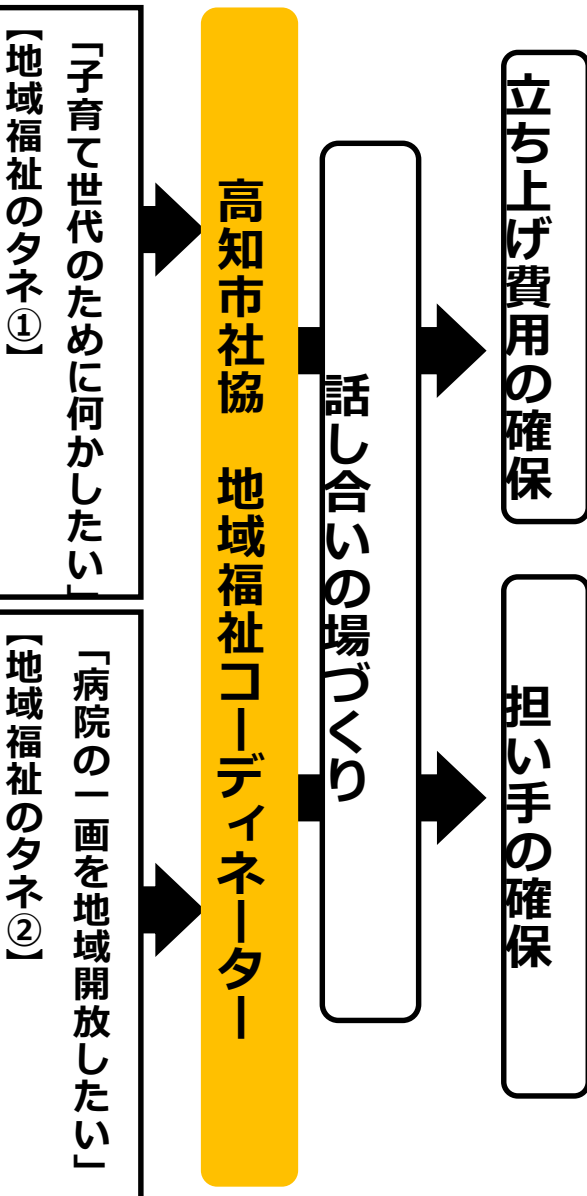 【地域福祉のタネ①】
「子育て世代のために何かしたい」
【地域福祉のタネ②】
「病院の一画を地域開放したい」
高知市社協 地域福祉コーディネーター
話し合いの場づくり
立ち上げ費用の確保
担い手の確保